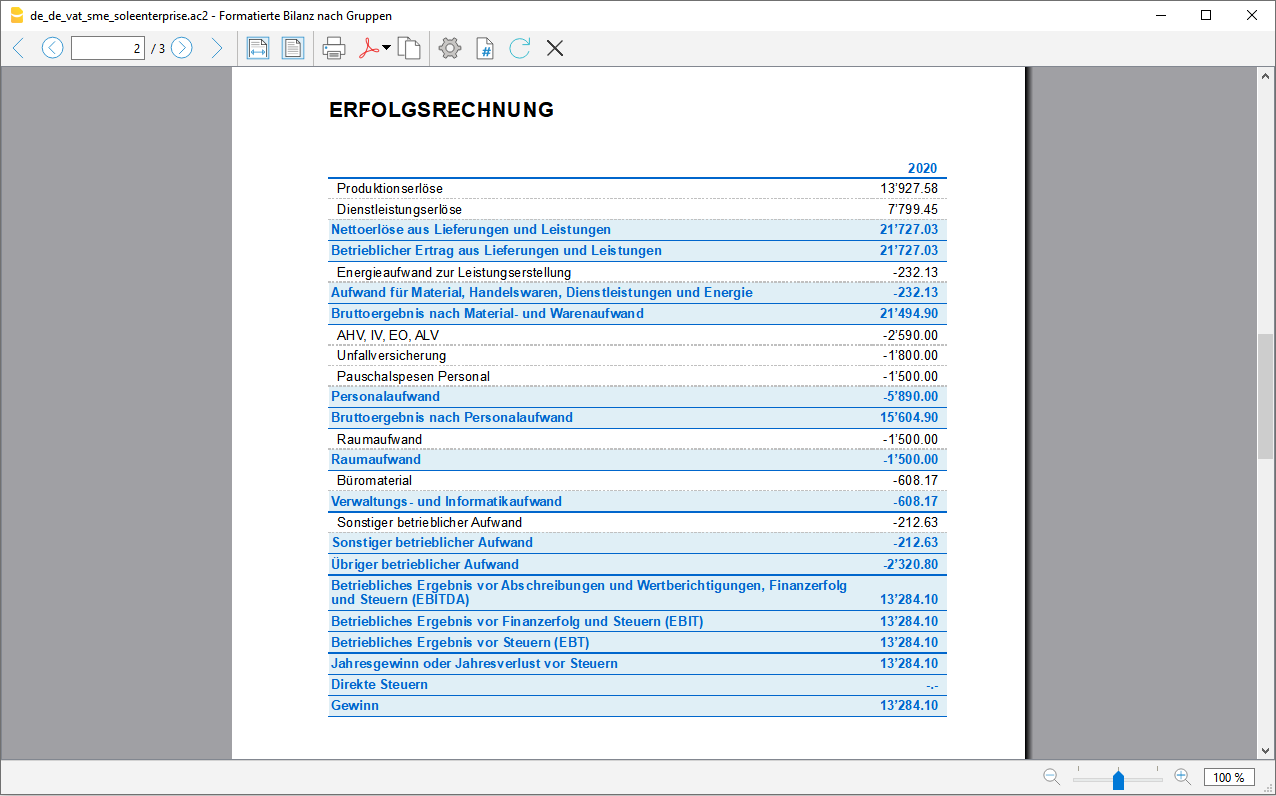 de_de_vat_sme_soleenterprise.ac2 - Formatierte Bilanz nach Gruppen
2 / 3
ERFOLGSRECHNUNG
2020
Produktionserlöse 13'927.58
Dienstleistungserlöse 7'799.45
Nettoerlöse aus Lieferungen und Leistungen 21'727.03
Betrieblicher Ertrag aus Lieferungen und Leistungen 21'727.03
Energieaufwand zur Leistungserstellung -232.13
Aufwand für Material, Handelswaren, Dienstleistungen und Energie -232.13
Bruttoergebnis nach Material- und Warenaufwand 21'494.90
AHV, IV, EO, ALV -2'590.00
Unfallversicherung -1'800.00
Pauschalspesen Personal -1'500.00
Personalaufwand -5'890.00
Bruttoergebnis nach Personalaufwand 15'604.90
Raumaufwand -1'500.00
Raumaufwand -1'500.00
Büromaterial -608.17
Verwaltungs- und Informatikaufwand -608.17
Sonstiger betrieblicher Aufwand -212.63
Sonstiger betrieblicher Aufwand -212.63
Übriger betrieblicher Aufwand -2'320.80
Betriebliches Ergebnis vor Abschreibungen und Wertberichtigungen, Finanzerfolg
und Steuern (EBITDA) 13'284.10
Betriebliches Ergebnis vor Finanzerfolg und Steuern (EBIT) 13'284.10
Betriebliches Ergebnis vor Steuern (EBT) 13'284.10
Jahresgewinn oder Jahresverlust vor Steuern 13'284.10
Direkte Steuern -.-
Gewinn 13'284.10
100 %